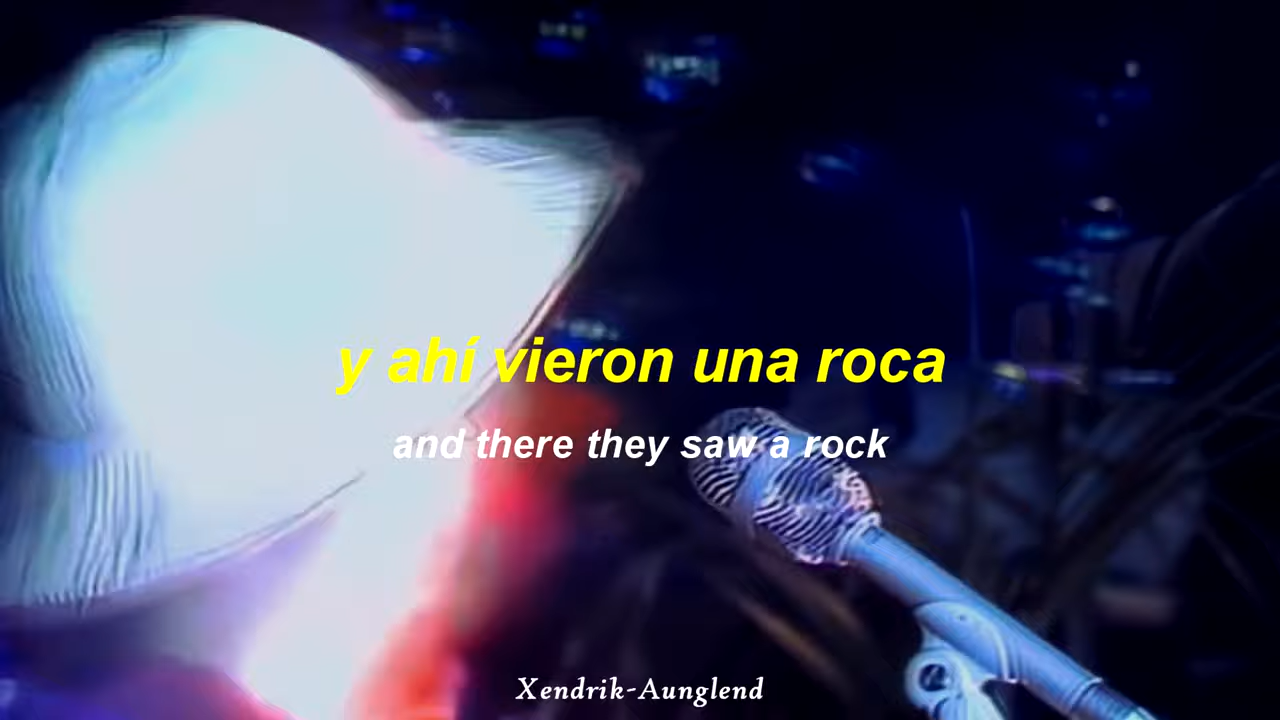 y ahí vieron una roca
and there they saw a rock
Xendrik-Aunglend